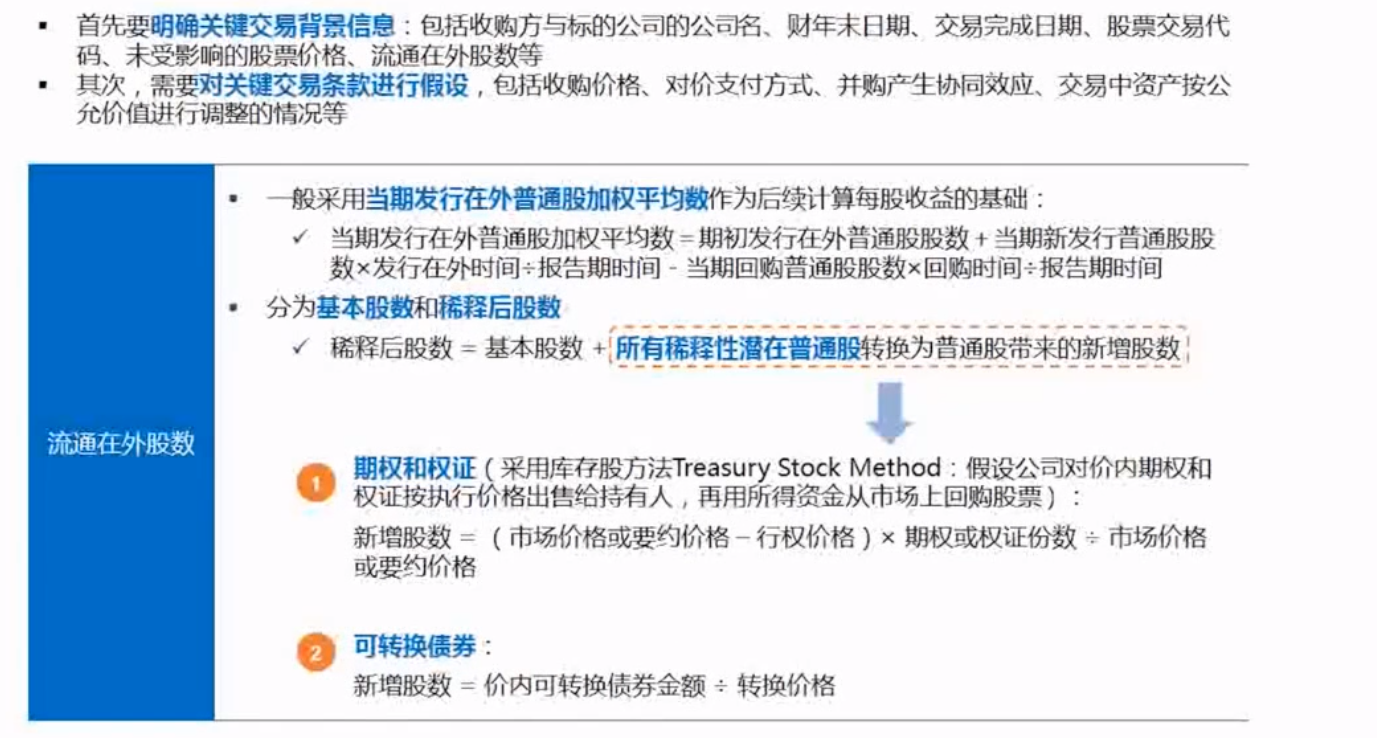 ▪ 首先要明确关键交易背景信息：包括收购方与标的公司的公司名、财年末日期、交易完成日期、股票交易代
码、未受影响的股票价格、流通在外股数等
▪ 其次，需要对关键交易条款进行假设，包括收购价格、对价支付方式、并购产生协同效应、交易中资产按公
允价值进行调整的情况等
流通在外股数
▪ 一般采用当期发行在外普通股加权平均数作为后续计算每股收益的基础：
✓ 当期发行在外普通股加权平均数=期初发行在外普通股股数+当期新发行普通股股
数×发行在外时间÷报告期时间 - 当期回购普通股股数×回购时间÷报告期时间
▪ 分为基本股数和稀释后股数
✓ 稀释后股数 = 基本股数 + 所有稀释性潜在普通股转换为普通股带来的新增股数
1 期权和权证（采用库存股方法Treasury Stock Method：假设公司对价内期权和
权证按执行价格出售给持有人，再用所得资金从市场上回购股票）：
新增股数 =（市场价格或要约价格 – 行权价格）× 期权或权证份数 ÷ 市场价格
或要约价格
2 可转换债券：
新增股数 = 价内可转换债券金额 ÷ 转换价格